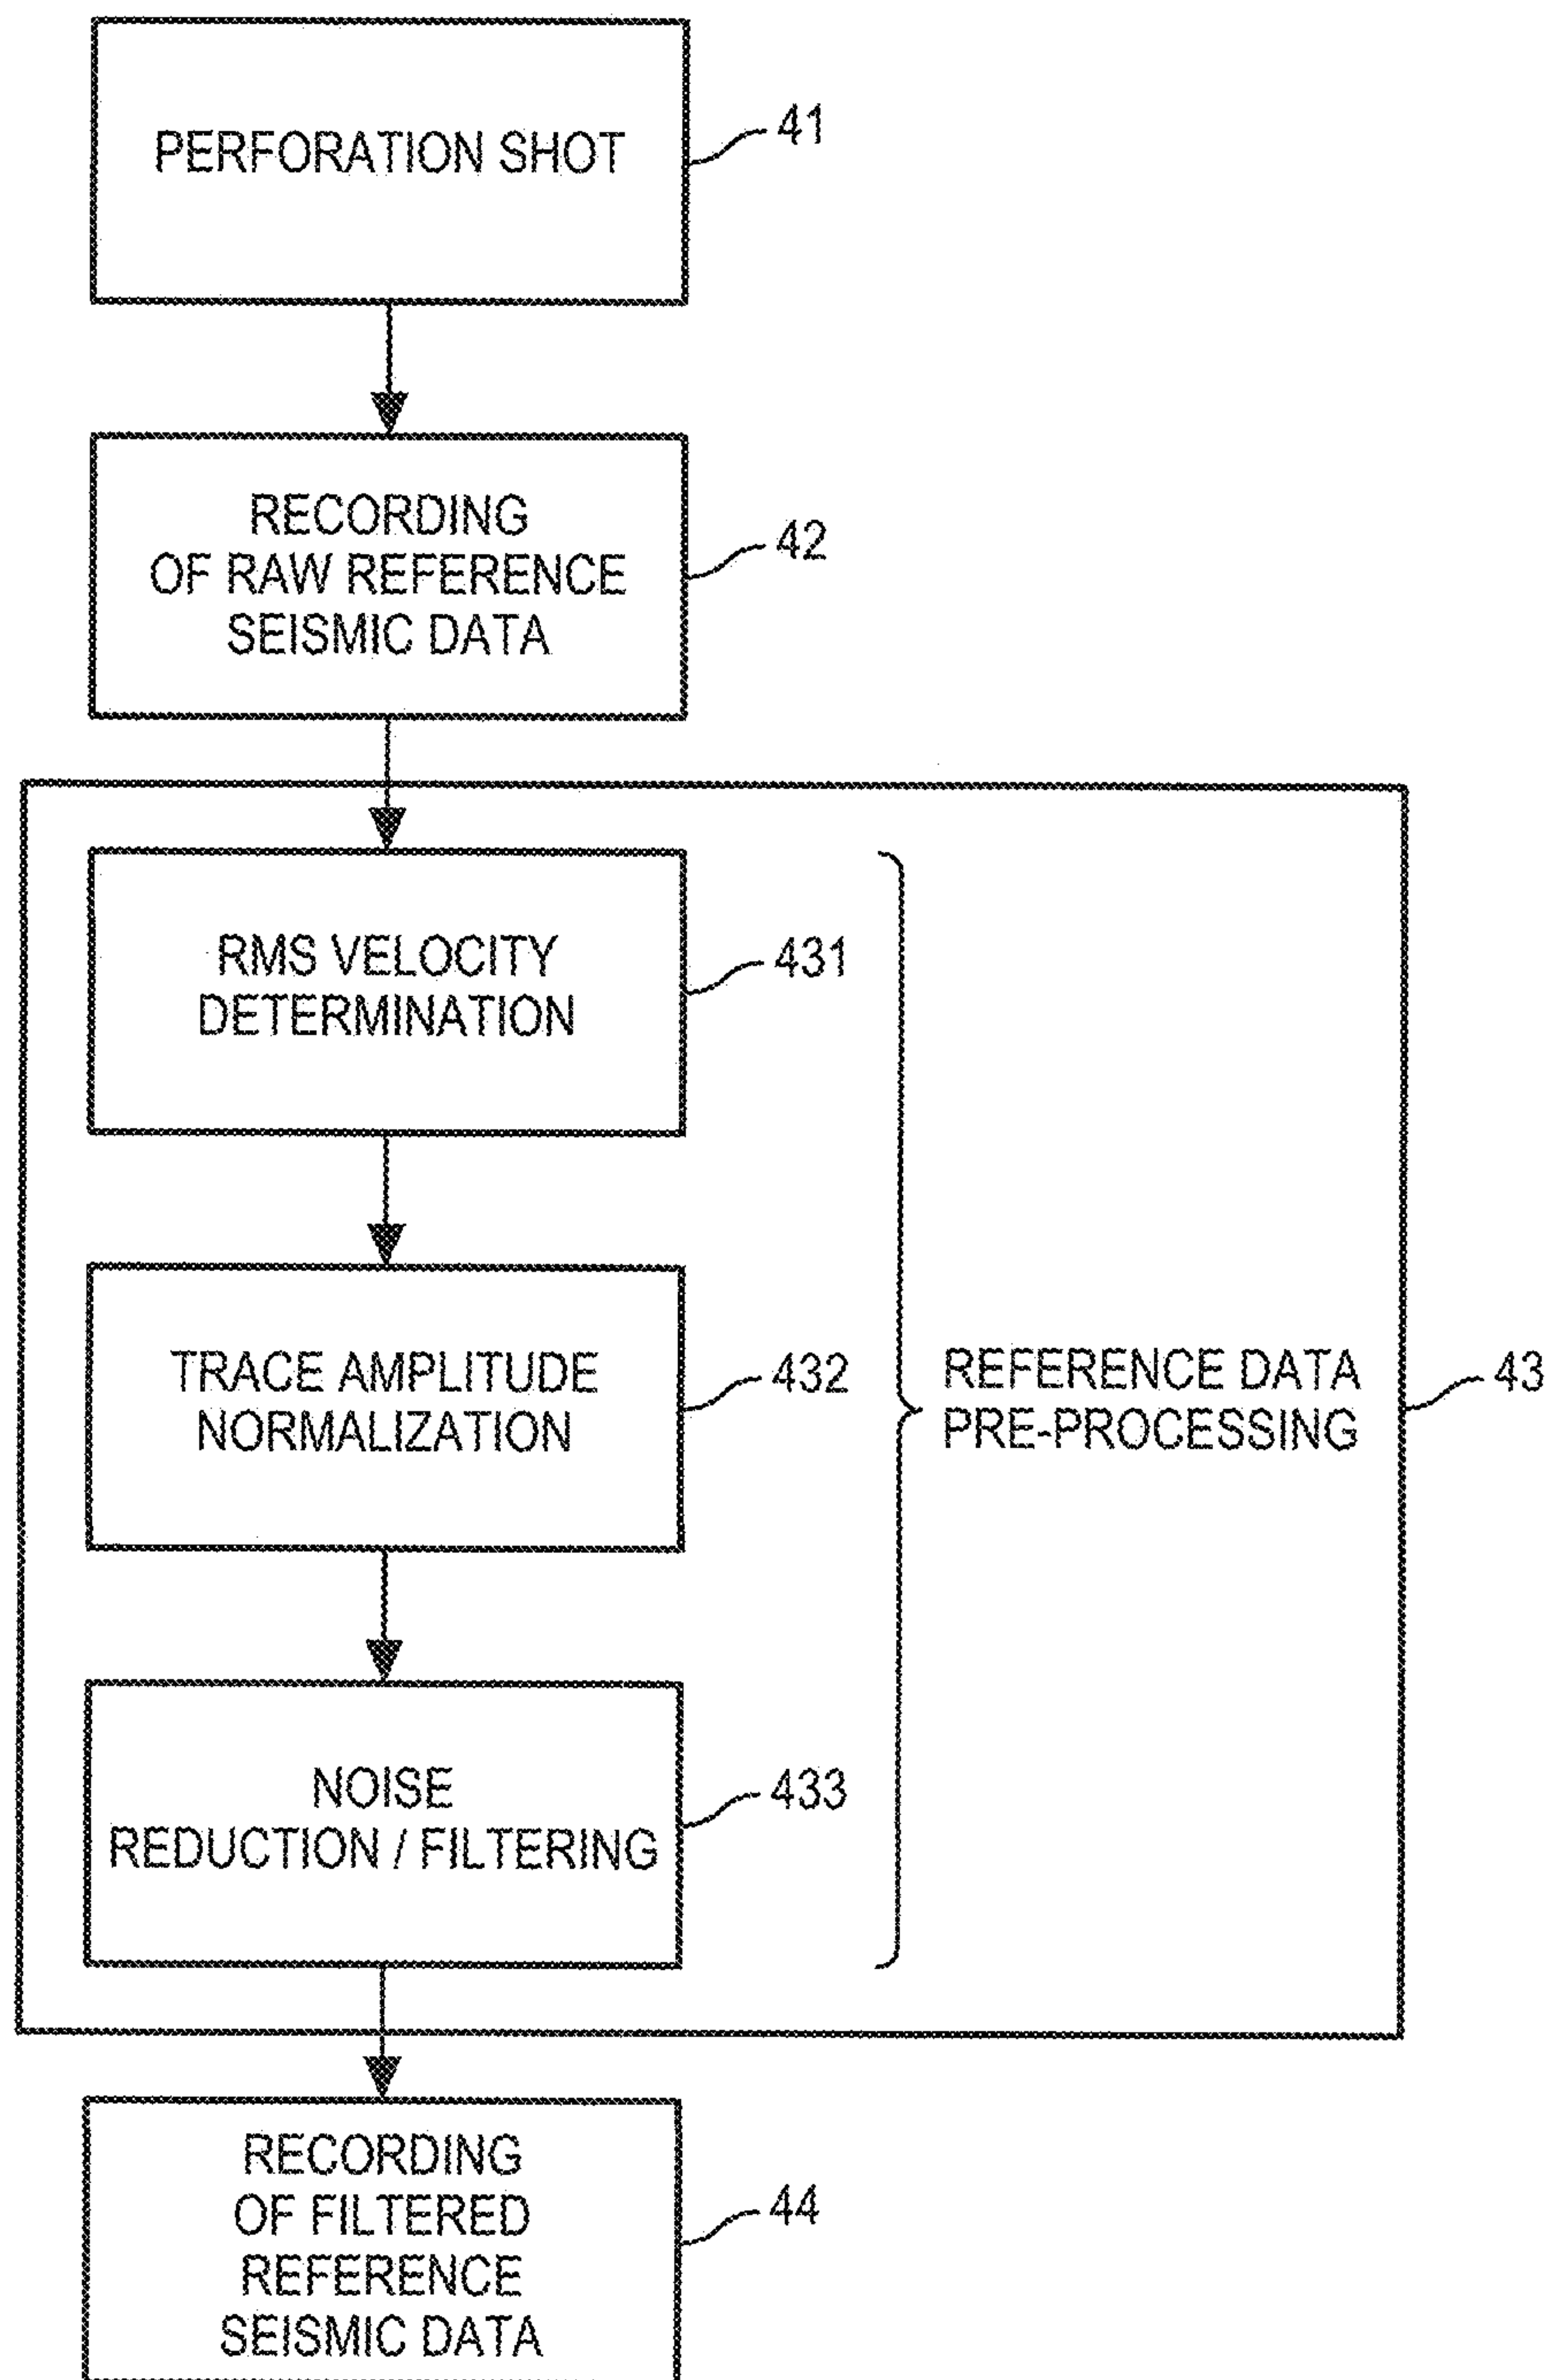 PERFORATION SHOT
41
RECORDING
OF RAW REFERENCE
SEISMIC DATA
42
RMS VELOCITY
DETERMINATION
431
TRACE AMPLITUDE
NORMALIZATION
432
REFERENCE DATA
PRE-PROCESSING
43
NOISE
REDUCTION / FILTERING
433
RECORDING
OF FILTERED
REFERENCE
SEISMIC DATA
44